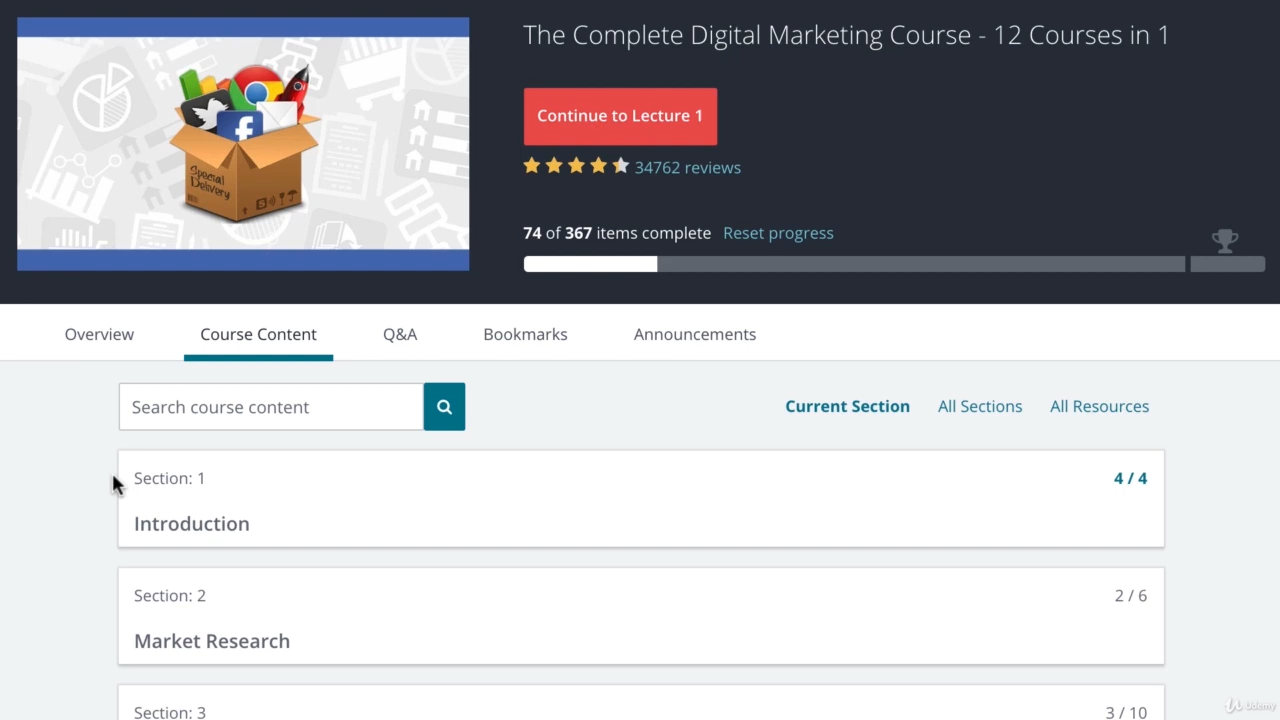 The Complete Digital Marketing Course - 12 Courses in 1
Continue to Lecture 1
34762 reviews
74 of 367 items complete Reset progress
Special
Delivery
Overview Course Content Q&A Bookmarks Announcements
Search course content
Current Section All Sections All Resources
Section: 1 4 / 4
Introduction
Section: 2 2 / 6
Market Research
Section: 3 3 / 10
Udemy